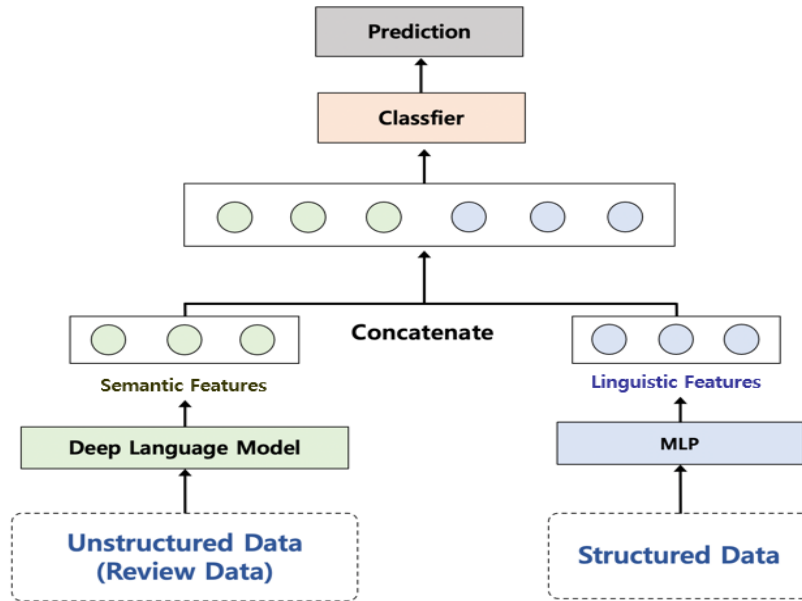 Prediction
Classfier
Concatenate
Semantic Features
Linguistic Features
Deep Language Model
MLP
Unstructured Data
(Review Data)
Structured Data